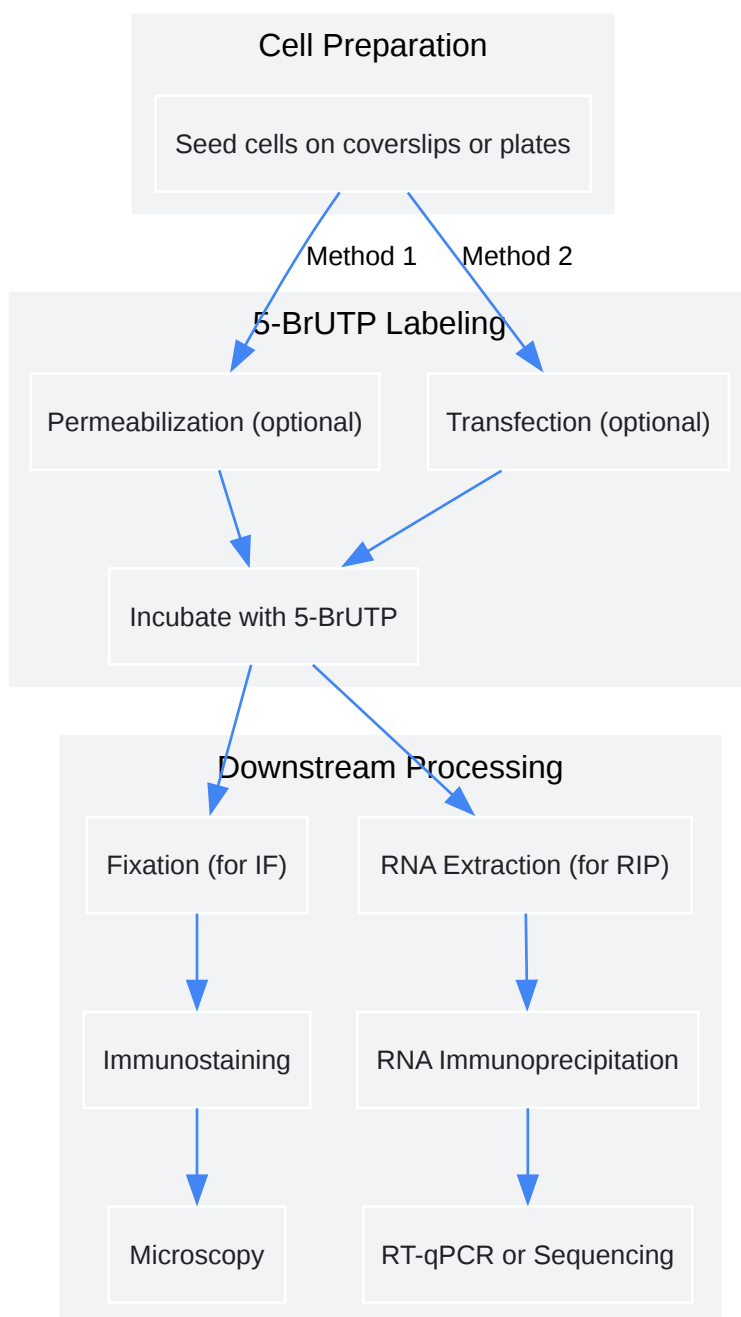 Cell Preparation
Seed cells on coverslips or plates
Method 1
Method 2
5-BrUTP Labeling
Permeabilization (optional)
Transfection (optional)
Incubate with 5-BrUTP
Downstream Processing
Fixation (for IF)
RNA Extraction (for RIP)
Immunostaining
RNA Immunoprecipitation
Microscopy
RT-qPCR or Sequencing